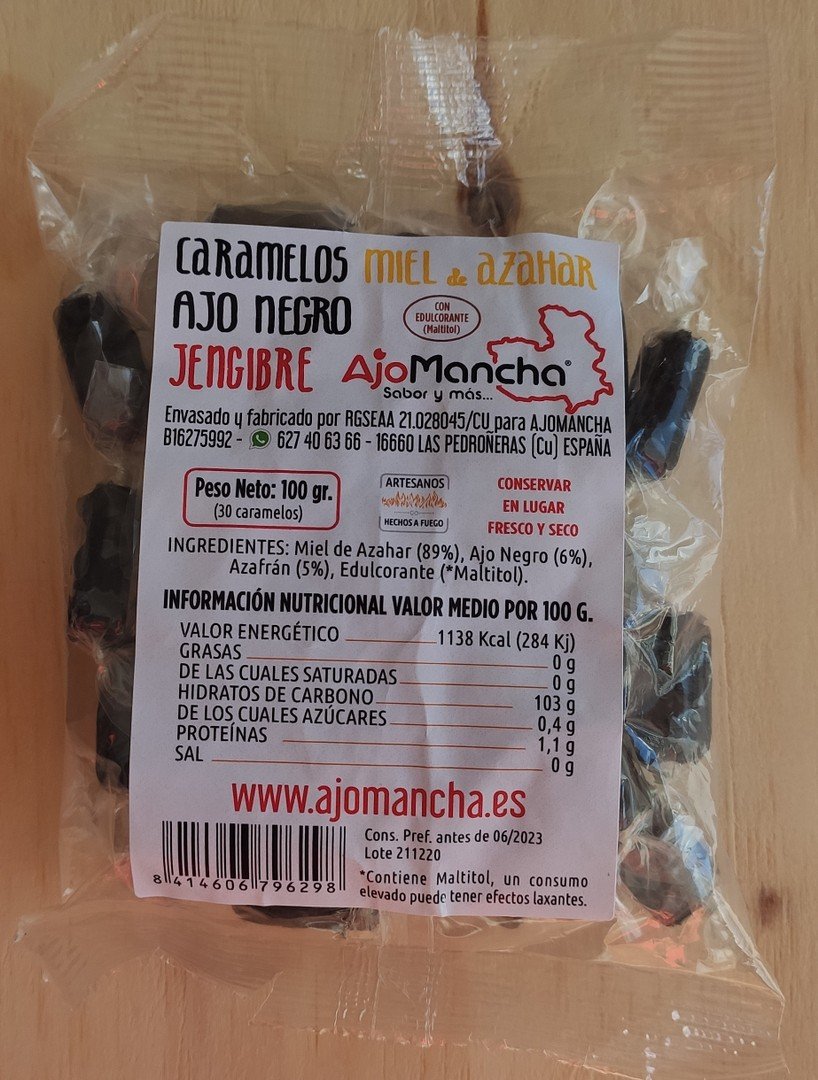 CARAMELOS MIEL de AZAHAR
AJO NEGRO
CON
EDULCORANTE
(Maltitol)
JENGIBRE
AjoMancha®
Sabor y más...
Envasado y fabricado por RGSEAA 21.028045/CU para AJOMANCHA
B16275992 - 627 40 63 66 - 16660 LAS PEDROÑERAS (Cu) ESPAÑA
Peso Neto: 100 gr.
(30 caramelos)
ARTESANOS
HECHOS A FUEGO
CONSERVAR
EN LUGAR
FRESCO Y SECO
INGREDIENTES: Miel de Azahar (89%), Ajo Negro (6%),
Azafrán (5%), Edulcorante (*Maltitol).
INFORMACIÓN NUTRICIONAL VALOR MEDIO POR 100 G.
VALOR ENERGÉTICO 1138 Kcal (284 Kj)
GRASAS 0 g
DE LAS CUALES SATURADAS 0 g
HIDRATOS DE CARBONO 103 g
DE LOS CUALES AZÚCARES 0,4 g
PROTEÍNAS 1,1 g
SAL 0 g
www.ajomancha.es
Cons. Pref. antes de 06/2023
Lote 211220
8 414606 796298
*Contiene Maltitol, un consumo
elevado puede tener efectos laxantes.